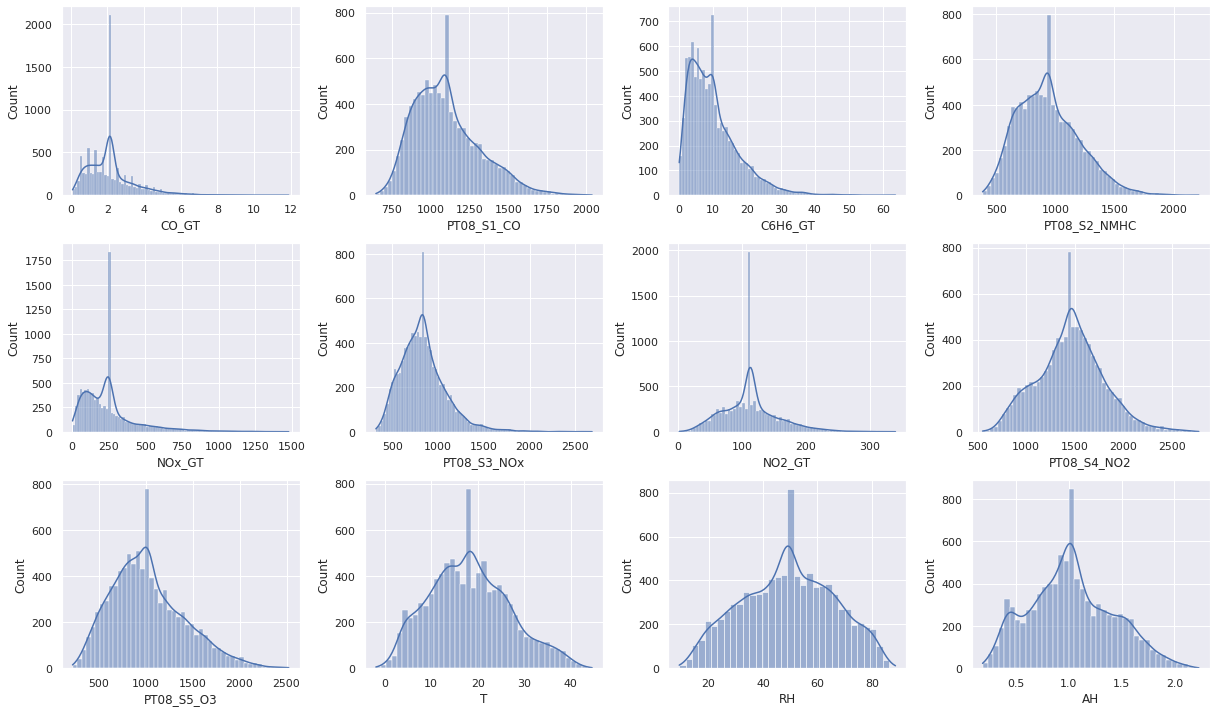 2000
1500
1000
500
0
Count
0 2 4 6 8 10 12
CO_GT
800
600
400
200
0
Count
750 1000 1250 1500 1750 2000
PT08_S1_CO
700
600
500
400
300
200
100
0
Count
0 10 20 30 40 50 60
C6H6_GT
800
600
400
200
0
Count
500 1000 1500 2000
PT08_S2_NMHC
1750
1500
1250
1000
750
500
250
0
Count
0 250 500 750 1000 1250 1500
NOx_GT
800
600
400
200
0
Count
500 1000 1500 2000 2500
PT08_S3_NOx
2000
1500
1000
500
0
Count
0 100 200 300
NO2_GT
800
600
400
200
0
Count
500 1000 1500 2000 2500
PT08_S4_NO2
800
600
400
200
0
Count
500 1000 1500 2000 2500
PT08_S5_O3
800
600
400
200
0
Count
0 10 20 30 40
T
800
600
400
200
0
Count
20 40 60 80
RH
800
600
400
200
0
Count
0.5 1.0 1.5 2.0
AH